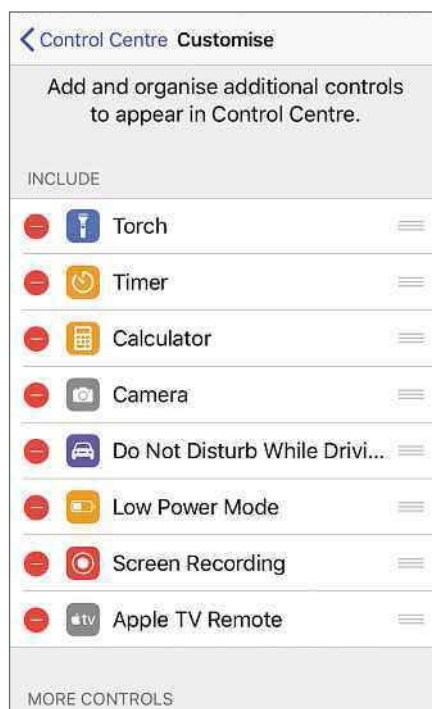 Control Centre Customise
Add and organise additional controls
to appear in Control Centre.
INCLUDE
Torch
Timer
Calculator
Camera
Do Not Disturb While Drivi...
Low Power Mode
Screen Recording
tv Apple TV Remote
MORE CONTROLS